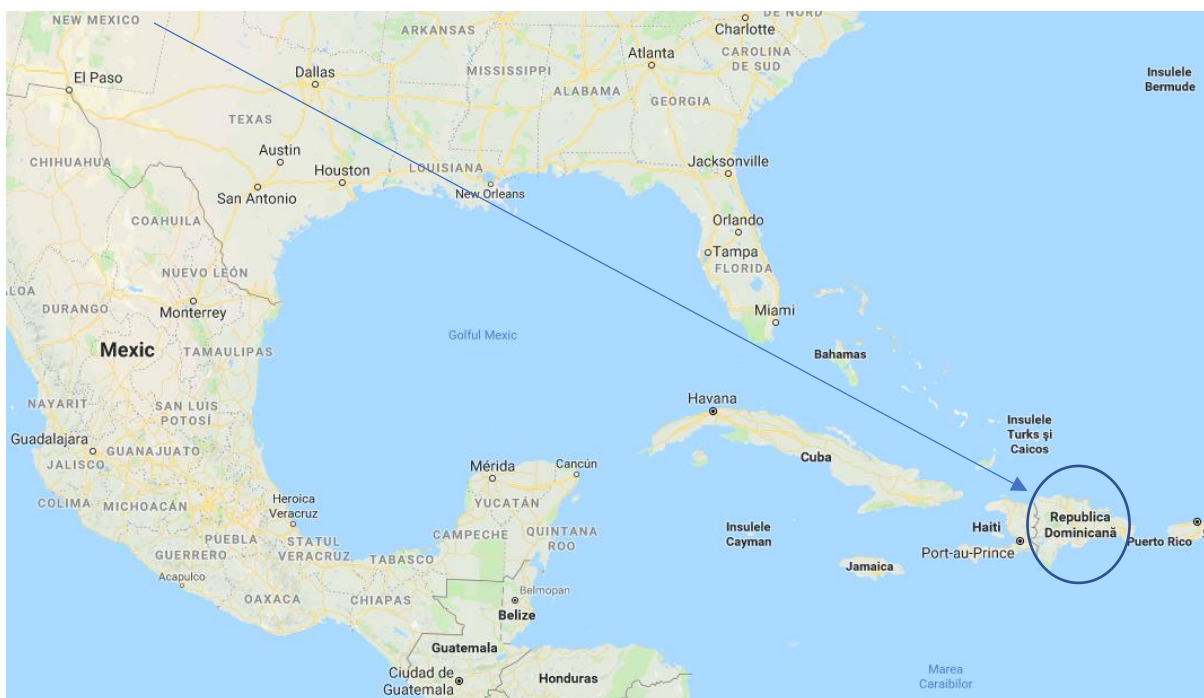 NEW MEXICO
ARKANSAS
DE NORD
Charlotte
CAROLINA
DE SUD
Atlanta
El Paso
Dallas
MISSISSIPPI
ALABAMA
GEORGIA
Insulele
Bermude
TEXAS
CHIHUAHUA
Austin
Houston
LOUISIANA
Jacksonville
San Antonio
New Orleans
COAHUILA
Orlando
Tampa
FLORIDA
NUEVO LEÓN
ALOA
DURANGO
Monterrey
Miami
Golful Mexic
Mexic
TAMAULIPAS
Bahamas
NAYARIT
SAN LUIS
POTOSÍ
Havana
Insulele
Turks și
Caicos
Guadalajara
GUANAJUATO
JALISCO
Cuba
Mérida
Cancún
COLIMA
MICHOACÁN
Heroica
Veracruz
YUCATÁN
Republica
Dominicană
PUEBLA
STATUL
VERACRUZ
CAMPECHE
QUINTANA
ROO
Insulele
Cayman
Haiti
Puerto Rico
GUERRERO
TABASCO
Port-au-Prince
Jamaica
Acapulco
OAXACA
CHIAPAS
Belmopan
Belize
Guatemala
Ciudad de
Guatemala
Honduras
Marea
Caraibilor